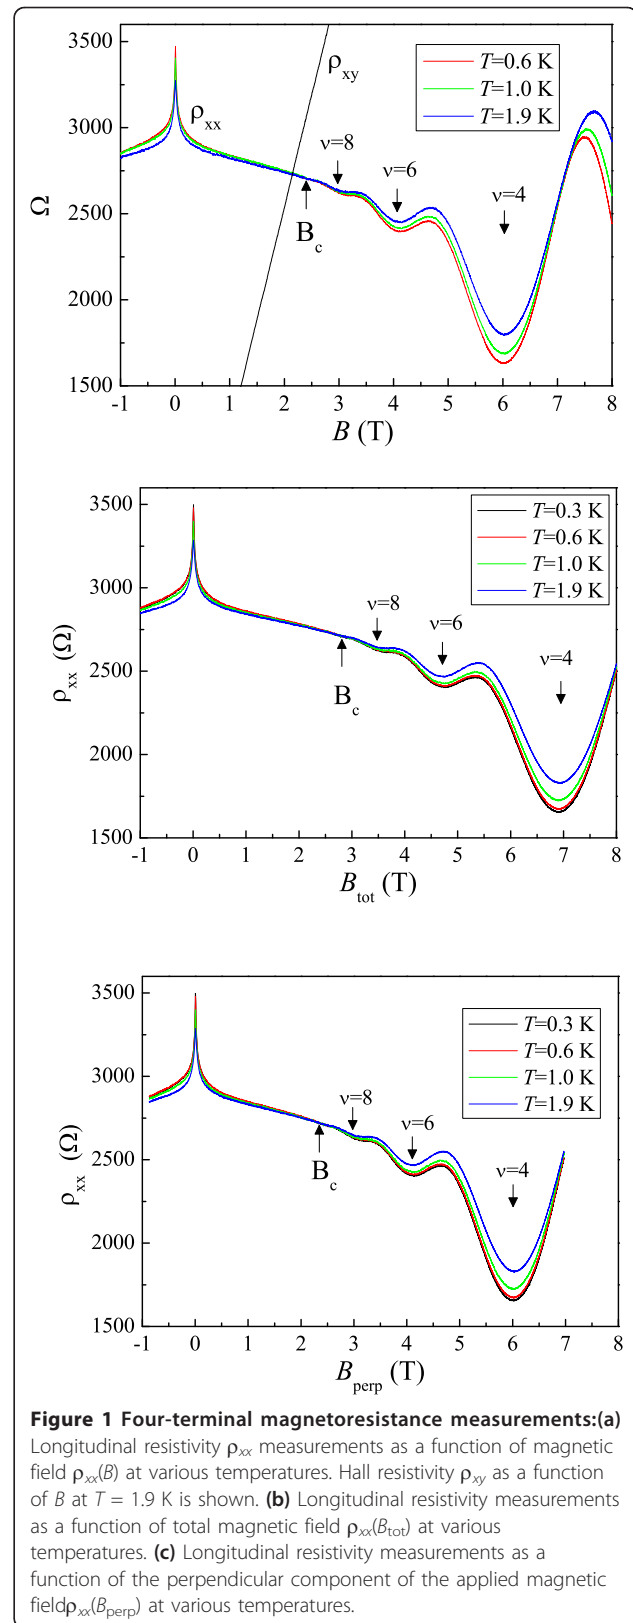 3500
3000
2500
2000
1500
Ω
ρxx
ρxy
T=0.6 K
T=1.0 K
T=1.9 K
ν=8
ν=6
ν=4
Bc
-1 0 1 2 3 4 5 6 7 8
B (T)
3500
3000
2500
2000
1500
ρxx (Ω)
T=0.3 K
T=0.6 K
T=1.0 K
T=1.9 K
ν=8
ν=6
ν=4
Bc
-1 0 1 2 3 4 5 6 7 8
Btot (T)
3500
3000
2500
2000
1500
ρxx (Ω)
T=0.3 K
T=0.6 K
T=1.0 K
T=1.9 K
ν=8
ν=6
ν=4
Bc
-1 0 1 2 3 4 5 6 7 8
Bperp (T)
Figure 1 Four-terminal magnetoresistance measurements:(a)
Longitudinal resistivity ρxx measurements as a function of magnetic
field ρxx(B) at various temperatures. Hall resistivity ρxy as a function
of B at T = 1.9 K is shown. (b) Longitudinal resistivity measurements
as a function of total magnetic field ρxx(Btot) at various
temperatures. (c) Longitudinal resistivity measurements as a
function of the perpendicular component of the applied magnetic
fieldρxx(Bperp) at various temperatures.